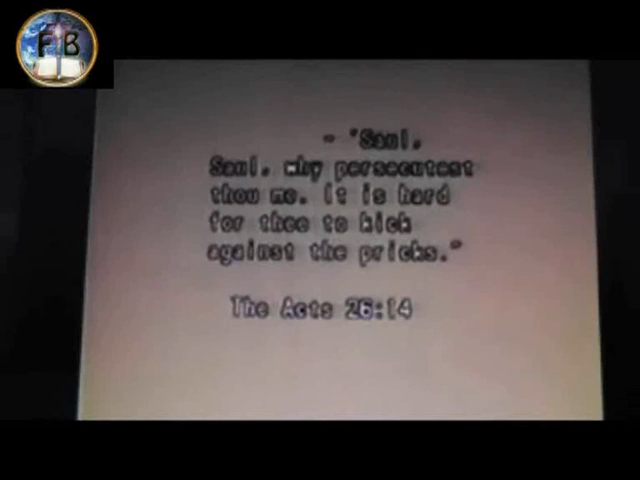 FB
- "Saul,
Saul, why persecutest
thou me. It is hard
for thee to kick
against the pricks."
The Acts 26:14